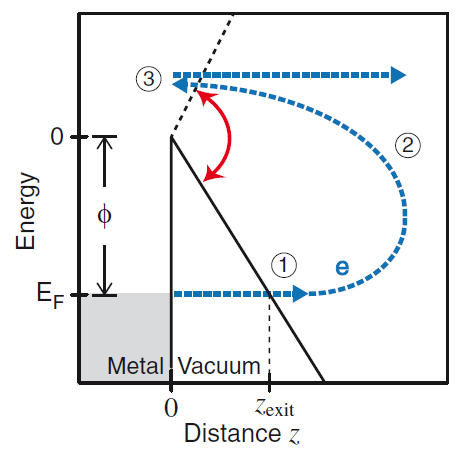 ③
0
②
Energy
ϕ
①
e
E_F
Metal Vacuum
0
z_exit
Distance z